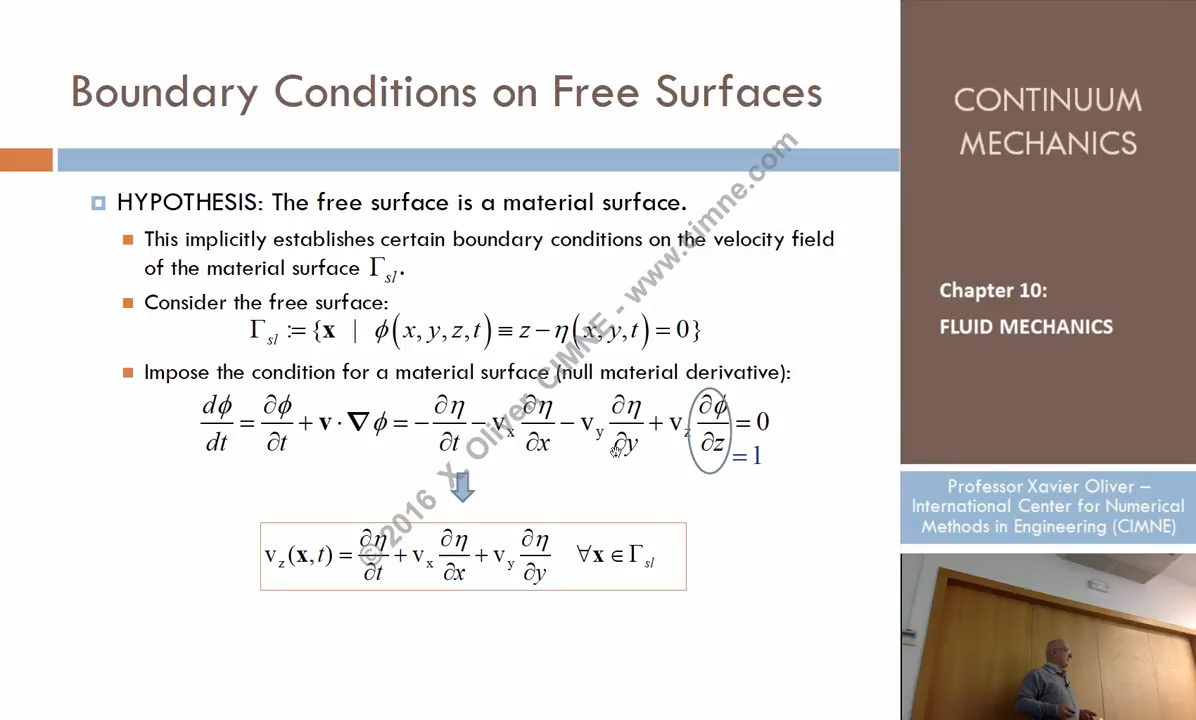 Boundary Conditions on Free Surfaces
HYPOTHESIS: The free surface is a material surface.
This implicitly establishes certain boundary conditions on the velocity field
of the material surface Γ_sl.
Consider the free surface:
Γ_sl := {x | ϕ(x, y, z, t) ≡ z − η(x, y, t) = 0}
Impose the condition for a material surface (null material derivative):
dϕ/dt = ∂ϕ/∂t + v · ∇ϕ = −∂η/∂t − v_x ∂η/∂x − v_y ∂η/∂y + v_z ∂ϕ/∂z = 0
= 1
v_z(x, t) = ∂η/∂t + v_x ∂η/∂x + v_y ∂η/∂y ∀x ∈ Γ_sl
© 2016 X. Oliver CIMNE - www.cimne.com
CONTINUUM
MECHANICS
Chapter 10:
FLUID MECHANICS
Professor Xavier Oliver –
International Center for Numerical
Methods in Engineering (CIMNE)